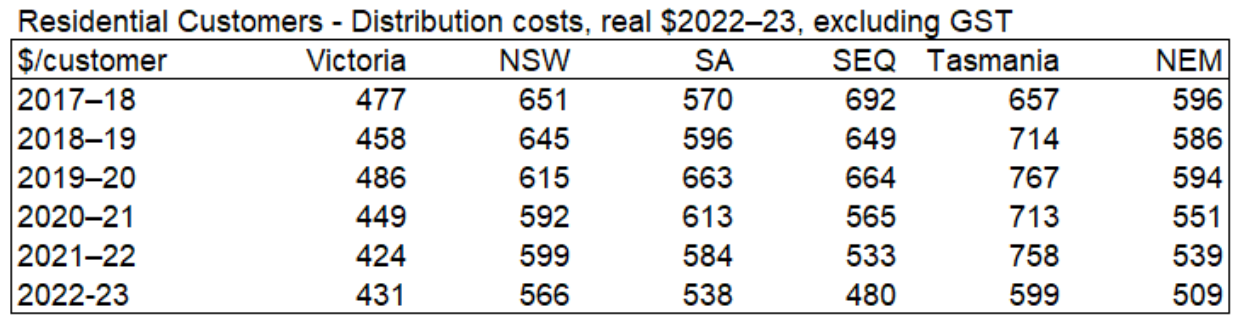 Residential Customers - Distribution costs, real $2022–23, excluding GST
$/customer Victoria NSW SA SEQ Tasmania NEM
2017–18 477 651 570 692 657 596
2018–19 458 645 596 649 714 586
2019–20 486 615 663 664 767 594
2020–21 449 592 613 565 713 551
2021–22 424 599 584 533 758 539
2022-23 431 566 538 480 599 509